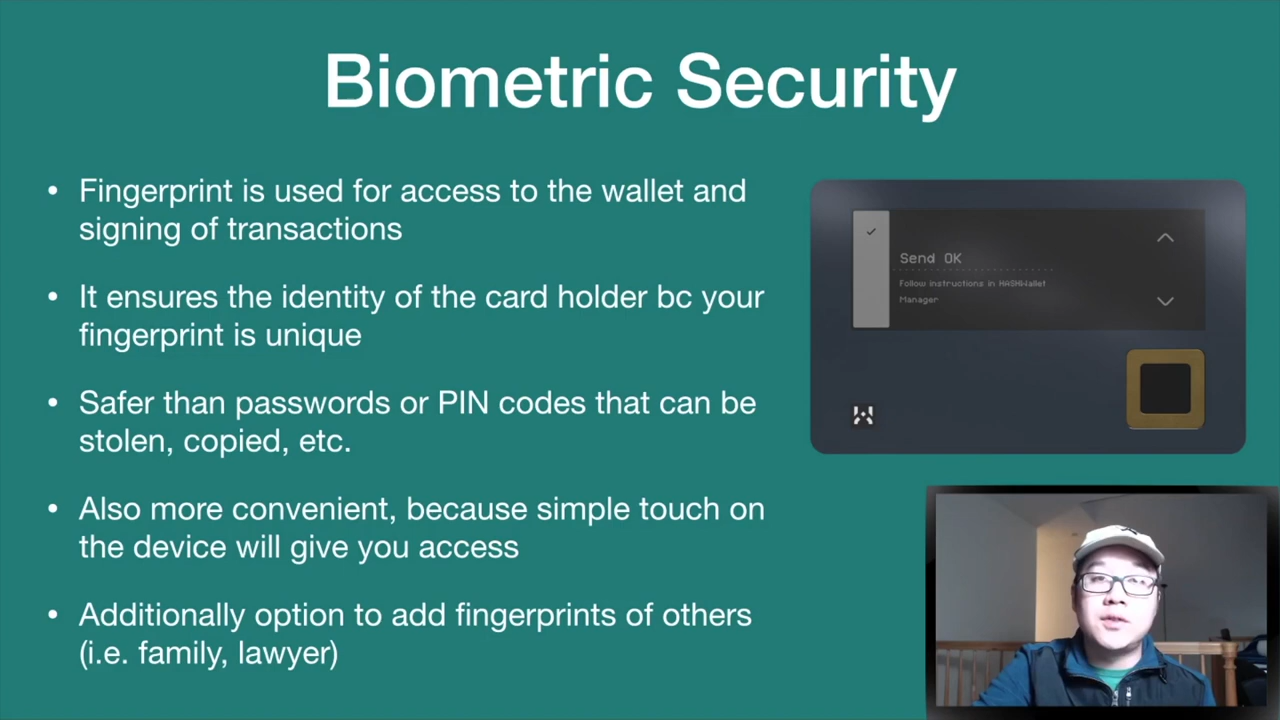 Biometric Security
• Fingerprint is used for access to the wallet and
signing of transactions
• It ensures the identity of the card holder bc your
fingerprint is unique
• Safer than passwords or PIN codes that can be
stolen, copied, etc.
• Also more convenient, because simple touch on
the device will give you access
• Additionally option to add fingerprints of others
(i.e. family, lawyer)
Send OK
Follow instructions in HASHWallet
Manager